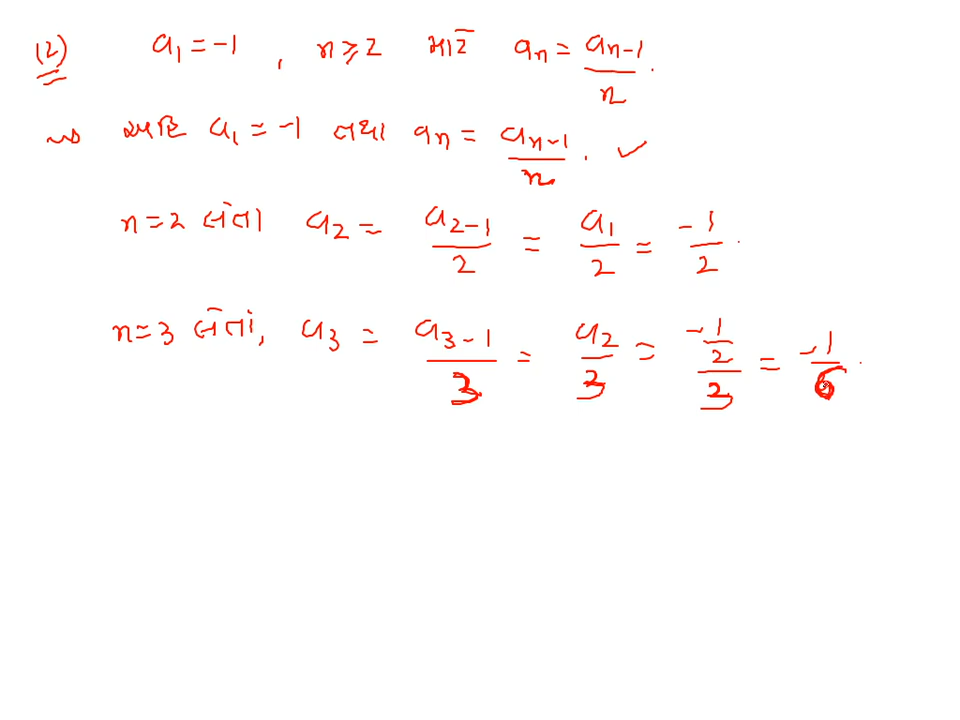 (2) a₁ = -1, n ≥ 2 માટે aₙ = aₙ₋₁/n.
⇝ અહિં a₁ = -1 તથા aₙ = aₙ₋₁/n. ✓
n = 2 લેતાં a₂ = a₂₋₁/2 = a₁/2 = -1/2.
n = 3 લેતાં, a₃ = a₃₋₁/3 = a₂/3 = (-1/2)/3 = -1/6.